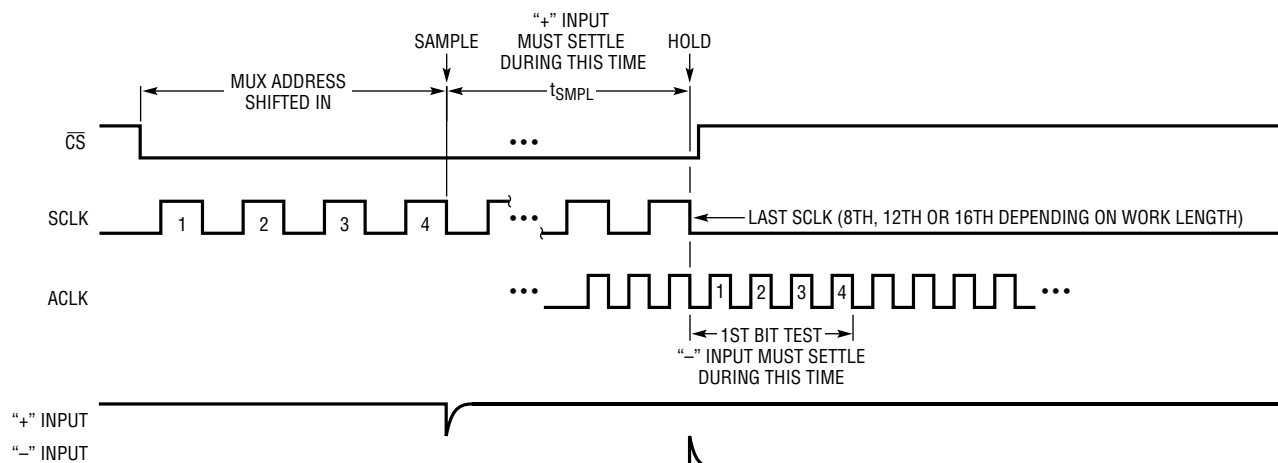 “+” INPUT
MUST SETTLE
DURING THIS TIME
SAMPLE
HOLD
MUX ADDRESS
SHIFTED IN
tSMPL
CS
•••
SCLK
1
2
3
4
•••
LAST SCLK (8TH, 12TH OR 16TH DEPENDING ON WORK LENGTH)
ACLK
•••
1
2
3
4
•••
1ST BIT TEST
“–” INPUT MUST SETTLE
DURING THIS TIME
“+” INPUT
“–” INPUT